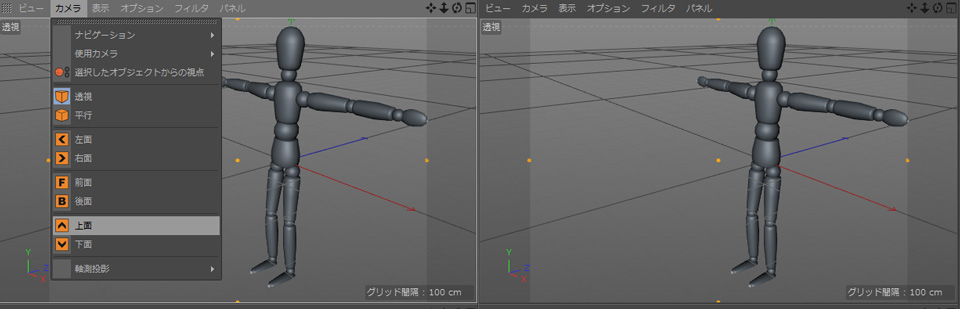 ビュー カメラ 表示 オプション フィルタ パネル
透視
ナビゲーション
使用カメラ
選択したオブジェクトからの視点
透視
平行
左面
右面
F 前面
B 後面
上面
下面
軸測投影
Y
Z
X
グリッド間隔 : 100 cm
ビュー カメラ 表示 オプション フィルタ パネル
透視
Y
Z
X
グリッド間隔 : 100 cm